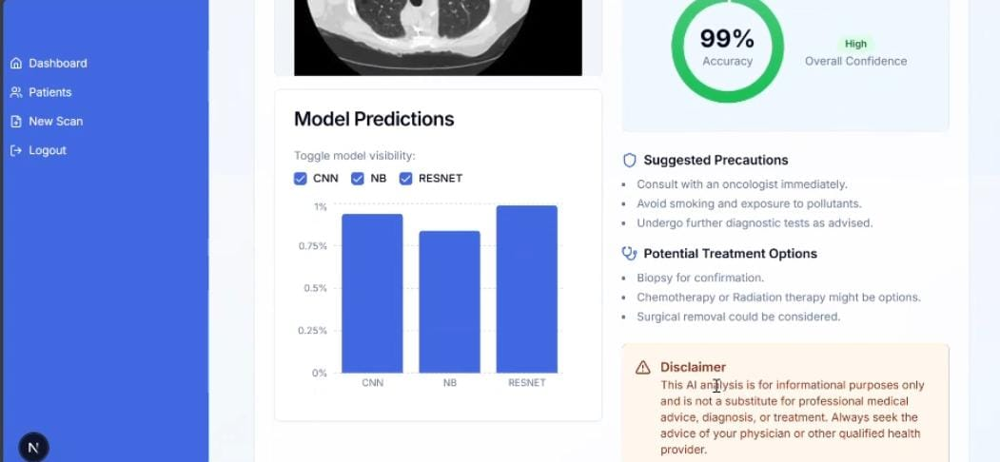 Dashboard
Patients
New Scan
Logout
N
Model Predictions
Toggle model visibility:
CNN NB RESNET
1%
0.75%
0.5%
0.25%
0%
CNN NB RESNET
99%
Accuracy
High
Overall Confidence
Suggested Precautions
• Consult with an oncologist immediately.
• Avoid smoking and exposure to pollutants.
• Undergo further diagnostic tests as advised.
Potential Treatment Options
• Biopsy for confirmation.
• Chemotherapy or Radiation therapy might be options.
• Surgical removal could be considered.
Disclaimer
This AI analysis is for informational purposes only
and is not a substitute for professional medical
advice, diagnosis, or treatment. Always seek the
advice of your physician or other qualified health
provider.